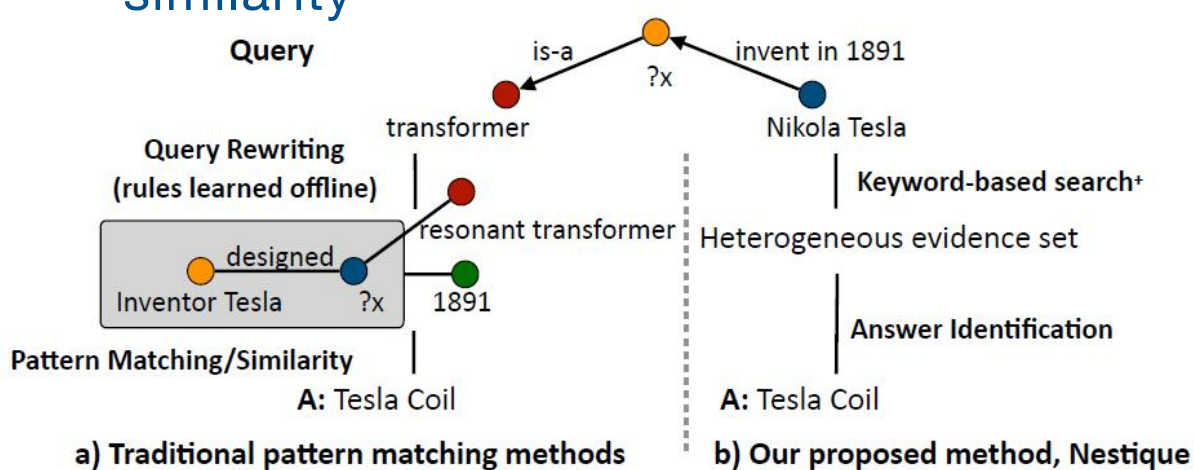 similarity
Query
is-a
invent in 1891
?x
transformer
Nikola Tesla
Query Rewriting
(rules learned offline)
Keyword-based search+
resonant transformer
Heterogeneous evidence set
designed
Inventor Tesla
?x
1891
Answer Identification
Pattern Matching/Similarity
A: Tesla Coil
A: Tesla Coil
a) Traditional pattern matching methods
b) Our proposed method, Nestique